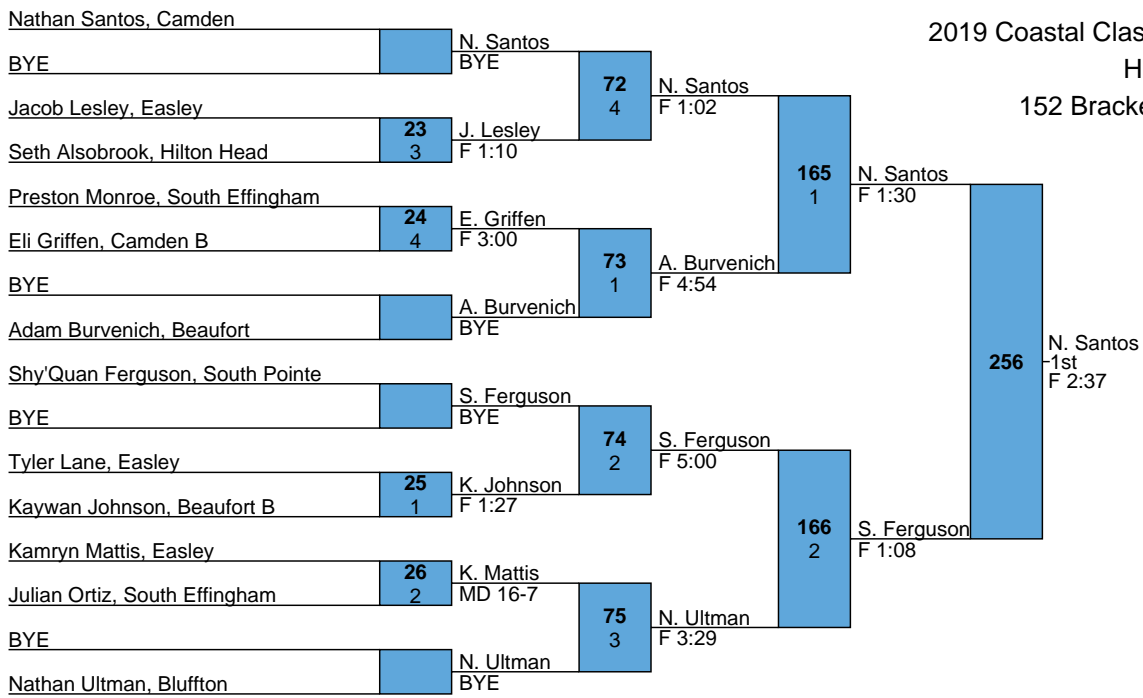 Nathan Santos, Camden
BYE
Jacob Lesley, Easley
Seth Alsobrook, Hilton Head
Preston Monroe, South Effingham
Eli Griffen, Camden B
BYE
Adam Burvenich, Beaufort
Shy'Quan Ferguson, South Pointe
BYE
Tyler Lane, Easley
Kaywan Johnson, Beaufort B
Kamryn Mattis, Easley
Julian Ortiz, South Effingham
BYE
Nathan Ultman, Bluffton
23
3
24
4
25
1
26
2
N. Santos
BYE
J. Lesley
F 1:10
E. Griffen
F 3:00
A. Burvenich
BYE
S. Ferguson
BYE
K. Johnson
F 1:27
K. Mattis
MD 16-7
N. Ultman
BYE
72
4
73
1
74
2
75
3
N. Santos
F 1:02
A. Burvenich
F 4:54
S. Ferguson
F 5:00
N. Ultman
F 3:29
165
1
166
2
N. Santos
F 1:30
S. Ferguson
F 1:08
256
N. Santos
1st
F 2:37
2019 Coastal Clas
H
152 Bracke